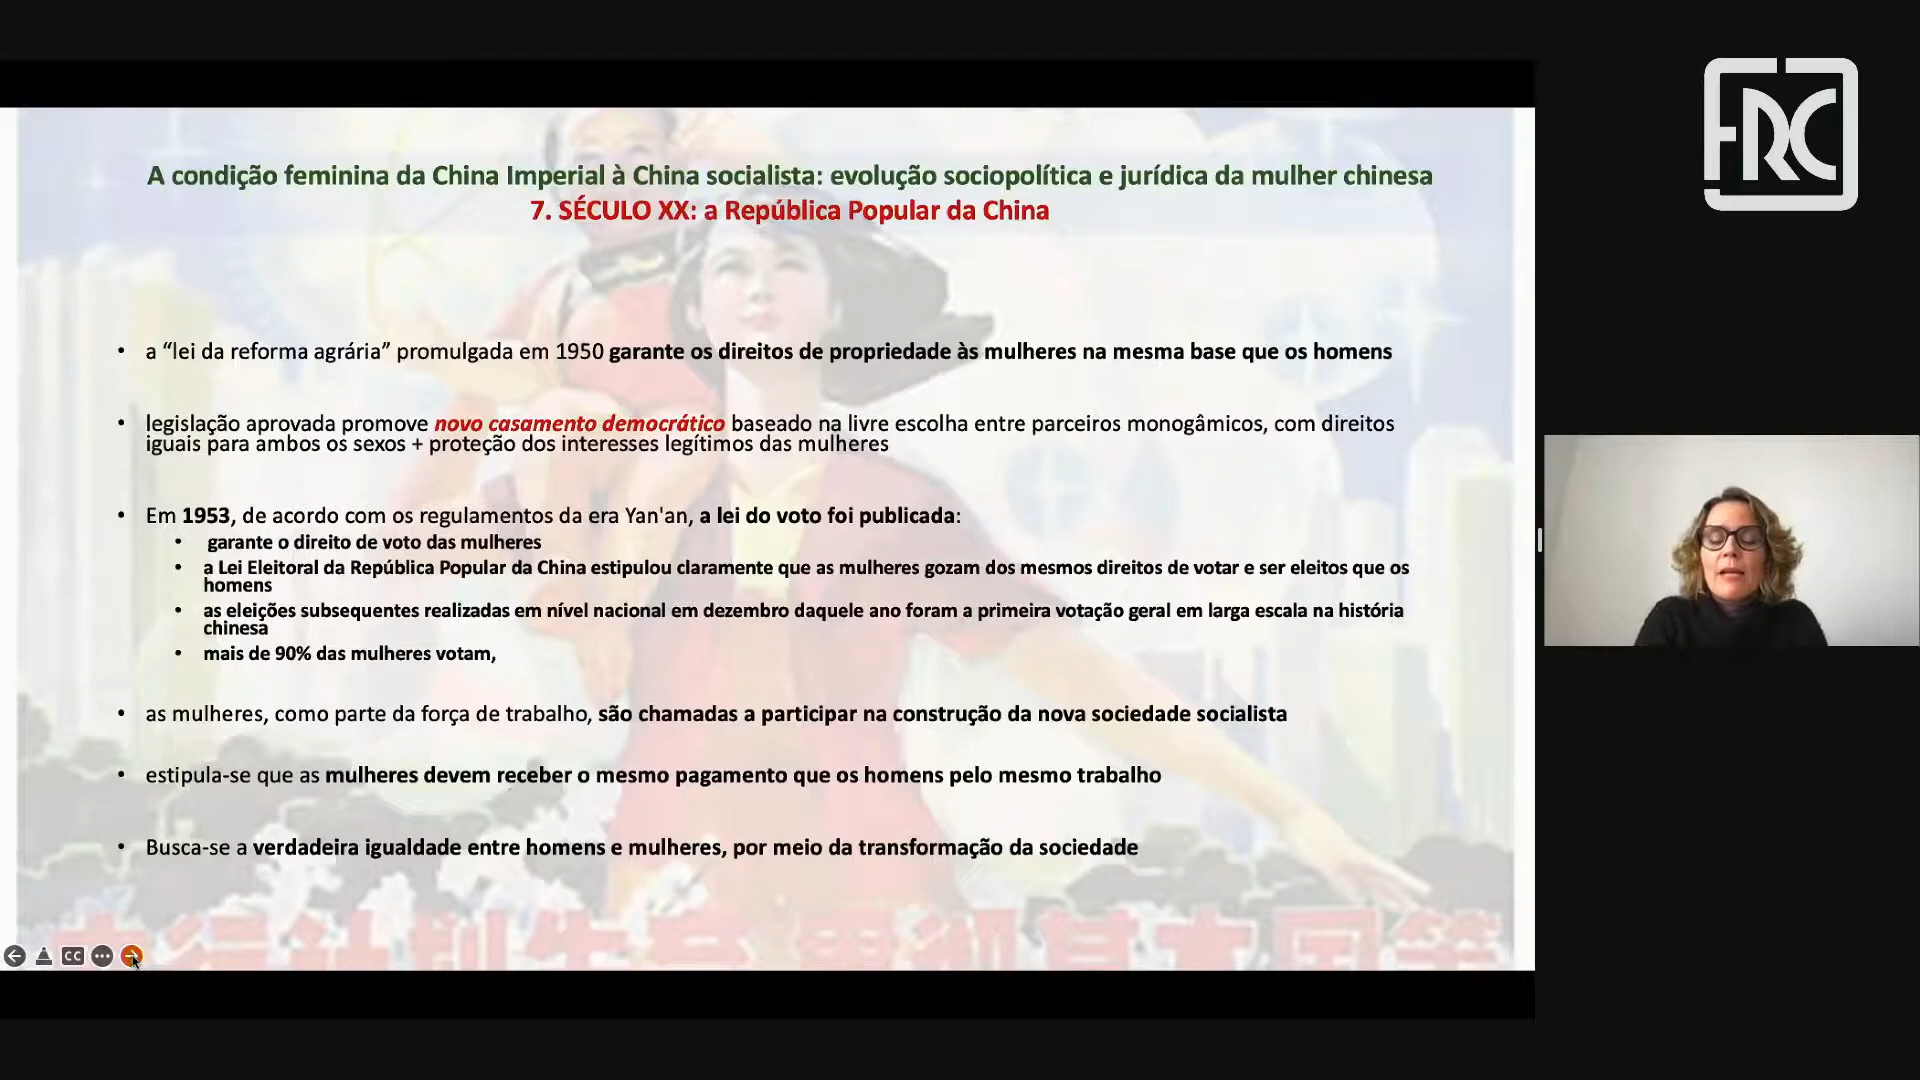 FRC
A condição feminina da China Imperial à China socialista: evolução sociopolítica e jurídica da mulher chinesa
7. SÉCULO XX: a República Popular da China
• a “lei da reforma agrária” promulgada em 1950 garante os direitos de propriedade às mulheres na mesma base que os homens
• legislação aprovada promove novo casamento democrático baseado na livre escolha entre parceiros monogâmicos, com direitos
iguais para ambos os sexos + proteção dos interesses legítimos das mulheres
• Em 1953, de acordo com os regulamentos da era Yan'an, a lei do voto foi publicada:
• garante o direito de voto das mulheres
• a Lei Eleitoral da República Popular da China estipulou claramente que as mulheres gozam dos mesmos direitos de votar e ser eleitos que os
homens
• as eleições subsequentes realizadas em nível nacional em dezembro daquele ano foram a primeira votação geral em larga escala na história
chinesa
• mais de 90% das mulheres votam,
• as mulheres, como parte da força de trabalho, são chamadas a participar na construção da nova sociedade socialista
• estipula-se que as mulheres devem receber o mesmo pagamento que os homens pelo mesmo trabalho
• Busca-se a verdadeira igualdade entre homens e mulheres, por meio da transformação da sociedade
CC